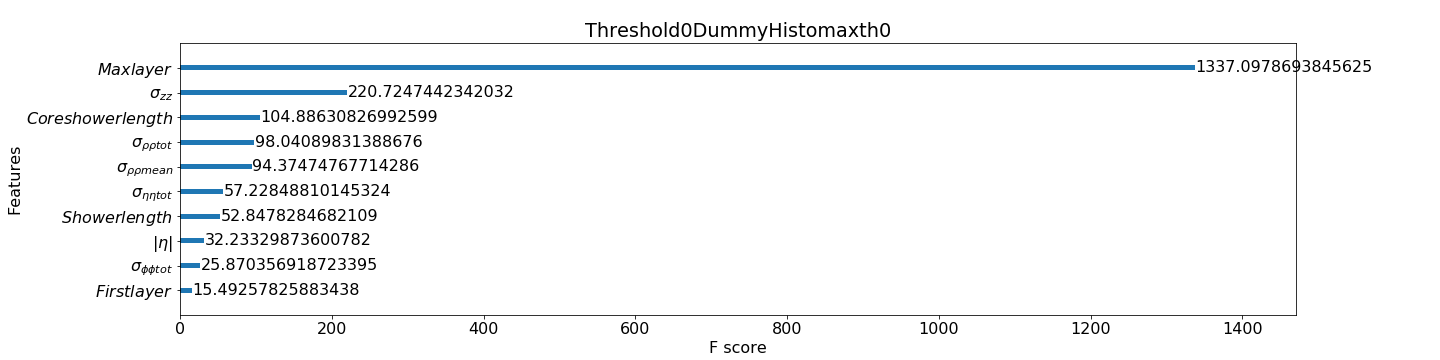 Threshold0DummyHistomaxth0
Features
Maxlayer 1337.0978693845625
σzz 220.7247442342032
Coreshowerlength 104.88630826992599
σρρtot 98.04089831388676
σρρmean 94.37474767714286
σηηtot 57.22848810145324
Showerlength 52.8478284682109
|η| 32.23329873600782
σϕϕtot 25.870356918723395
Firstlayer 15.49257825883438
0 200 400 600 800 1000 1200 1400
F score